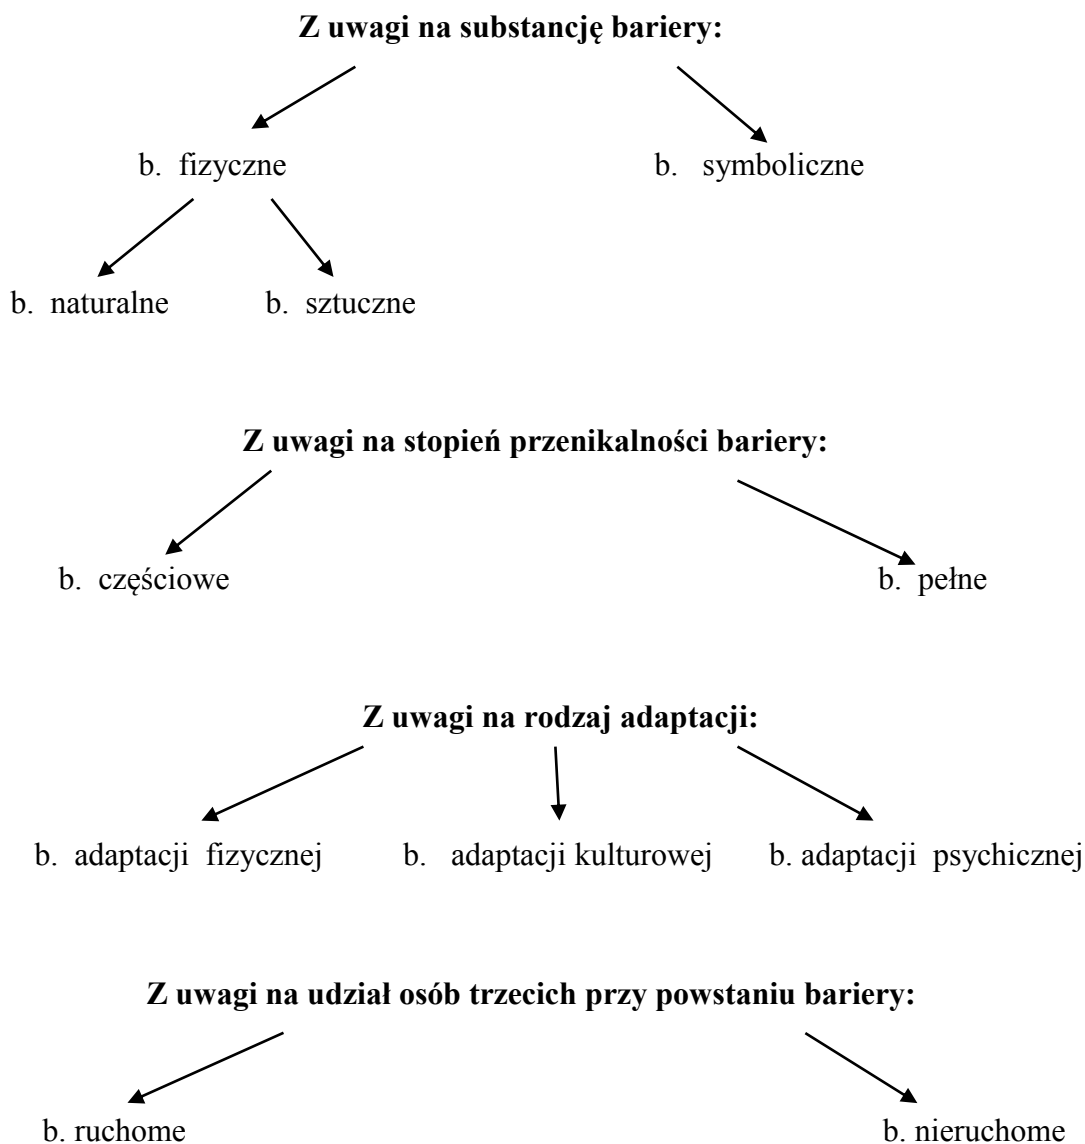 Z uwagi na substancję bariery:
b. fizyczne b. symboliczne
b. naturalne b. sztuczne
Z uwagi na stopień przenikalności bariery:
b. częściowe b. pełne
Z uwagi na rodzaj adaptacji:
b. adaptacji fizycznej b. adaptacji kulturowej b. adaptacji psychicznej
Z uwagi na udział osób trzecich przy powstaniu bariery:
b. ruchome b. nieruchome